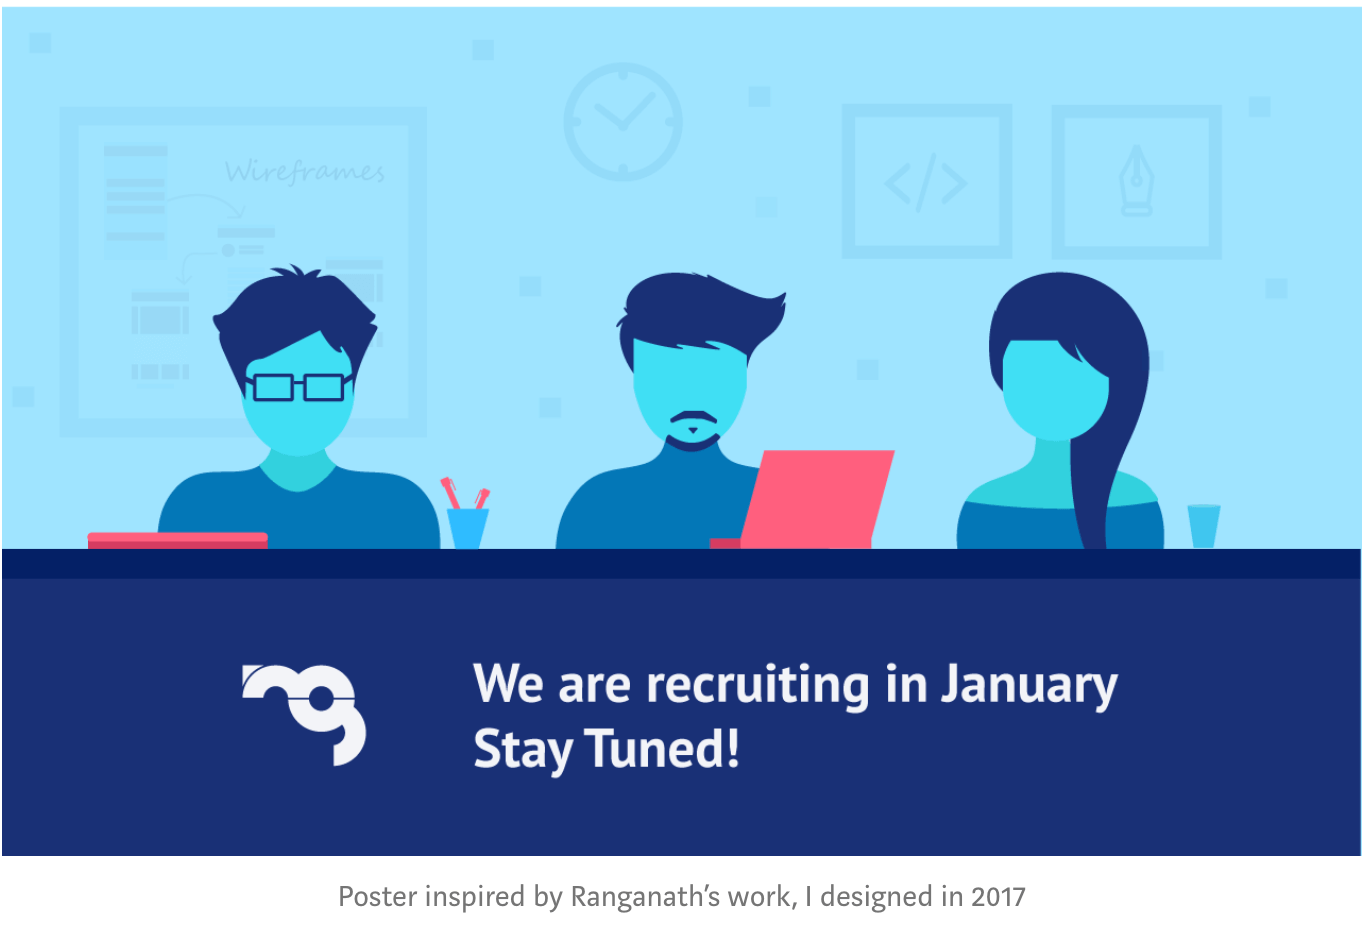 Wireframes
</>
We are recruiting in January
Stay Tuned!
Poster inspired by Ranganath’s work, I designed in 2017